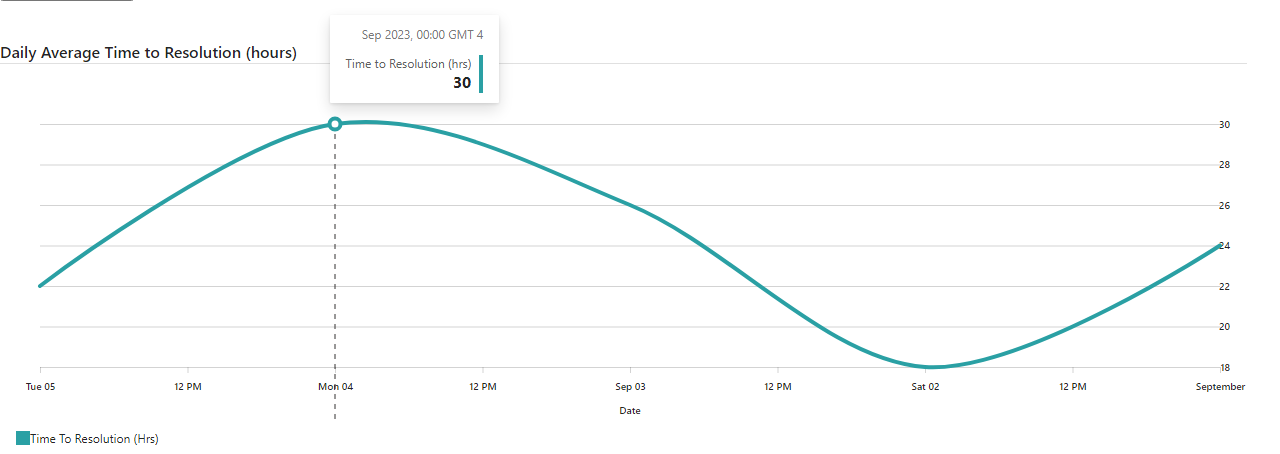 Sep 2023, 00:00 GMT 4
Daily Average Time to Resolution (hours)
Time to Resolution (hrs)
30
30
28
26
24
22
20
18
Tue 05 12 PM Mon 04 12 PM Sep 03 12 PM Sat 02 12 PM September
Date
Time To Resolution (Hrs)